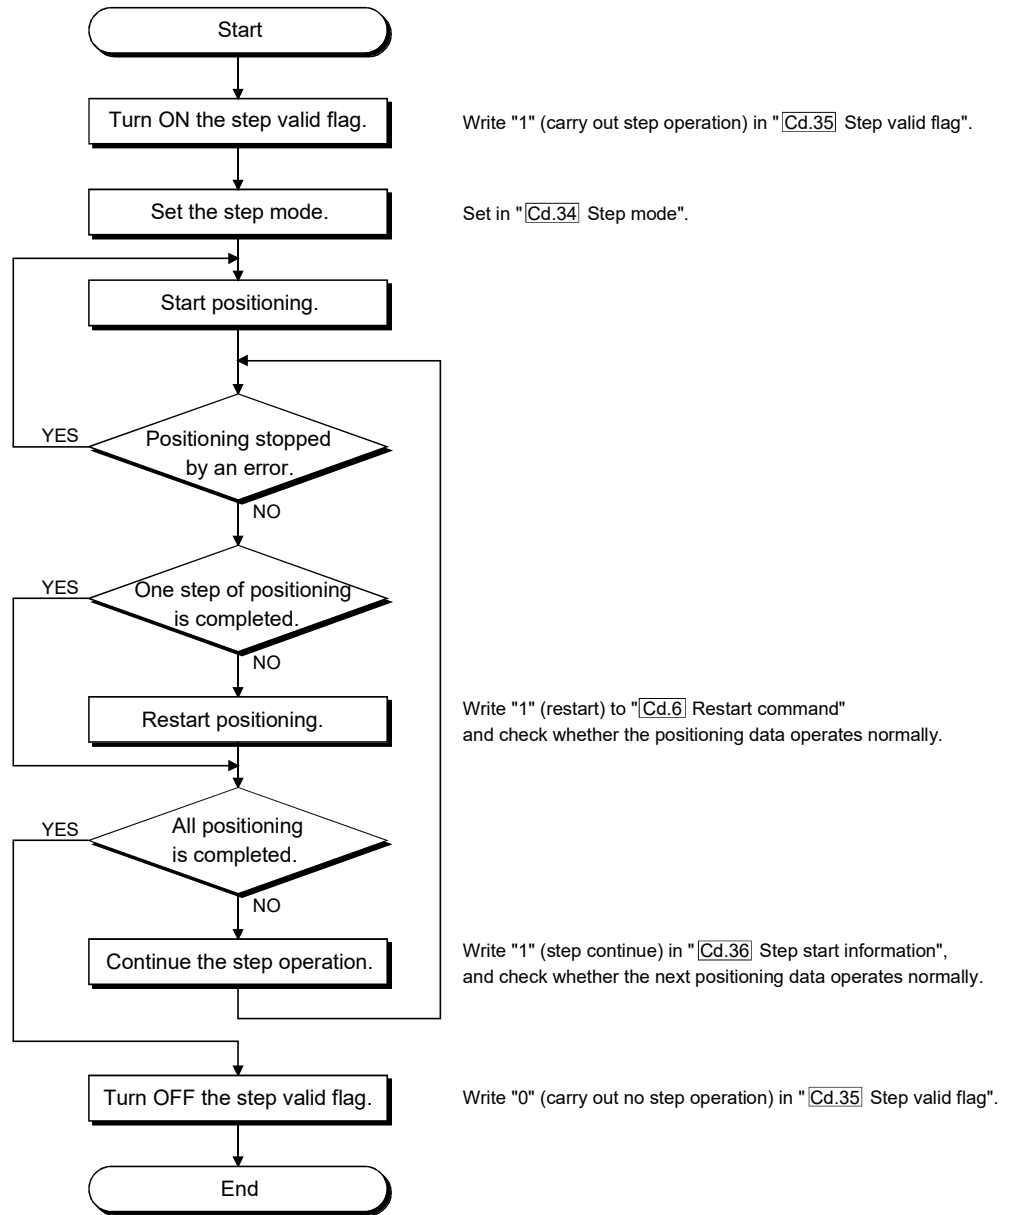 Start
Turn ON the step valid flag.
Write "1" (carry out step operation) in " Cd.35 Step valid flag".
Set the step mode.
Set in " Cd.34 Step mode".
Start positioning.
YES
Positioning stopped
by an error.
NO
YES
One step of positioning
is completed.
NO
Restart positioning.
Write "1" (restart) to " Cd.6 Restart command"
and check whether the positioning data operates normally.
YES
All positioning
is completed.
NO
Continue the step operation.
Write "1" (step continue) in " Cd.36 Step start information",
and check whether the next positioning data operates normally.
Turn OFF the step valid flag.
Write "0" (carry out no step operation) in " Cd.35 Step valid flag".
End